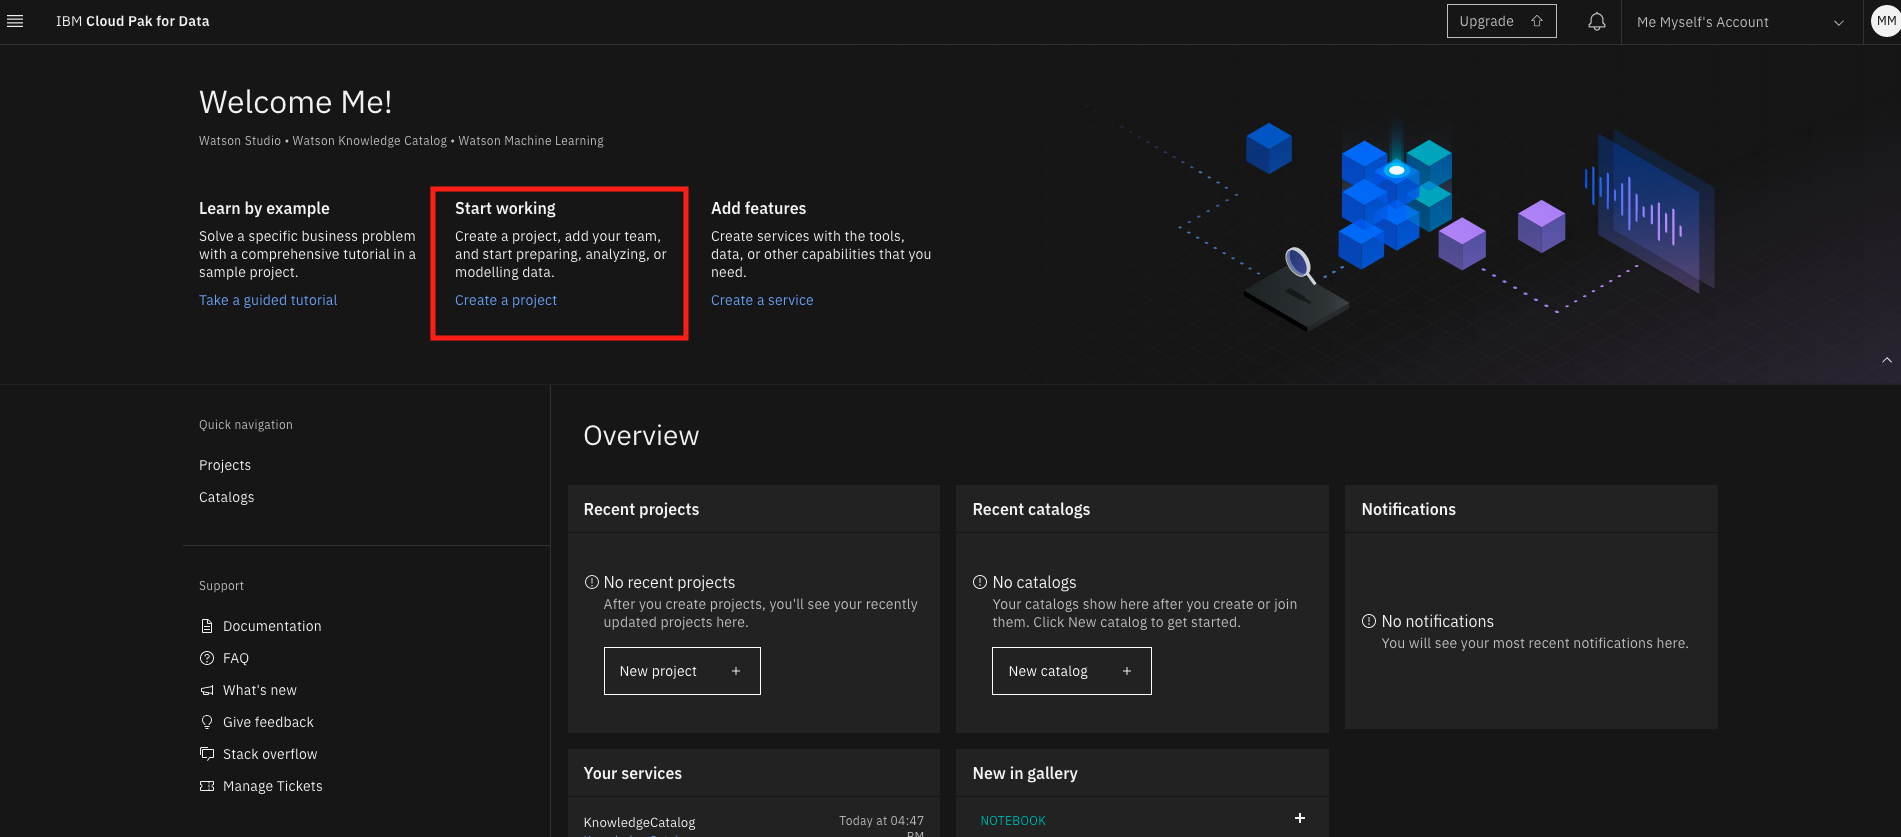 IBM Cloud Pak for Data
Upgrade
Me Myself's Account
MM
Welcome Me!
Watson Studio • Watson Knowledge Catalog • Watson Machine Learning
Learn by example
Solve a specific business problem
with a comprehensive tutorial in a
sample project.
Take a guided tutorial
Start working
Create a project, add your team,
and start preparing, analyzing, or
modelling data.
Create a project
Add features
Create services with the tools,
data, or other capabilities that you
need.
Create a service
Quick navigation
Projects
Catalogs
Support
Documentation
FAQ
What's new
Give feedback
Stack overflow
Manage Tickets
Overview
Recent projects
No recent projects
After you create projects, you'll see your recently
updated projects here.
New project +
Recent catalogs
No catalogs
Your catalogs show here after you create or join
them. Click New catalog to get started.
New catalog +
Notifications
No notifications
You will see your most recent notifications here.
Your services
KnowledgeCatalog
Today at 04:47
PM
New in gallery
NOTEBOOK +